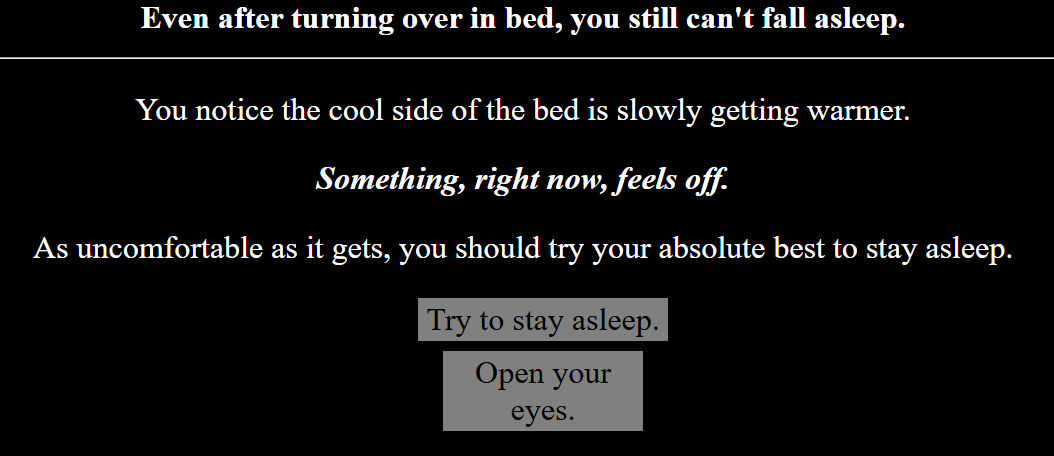 Even after turning over in bed, you still can't fall asleep.
You notice the cool side of the bed is slowly getting warmer.
Something, right now, feels off.
As uncomfortable as it gets, you should try your absolute best to stay asleep.
Try to stay asleep.
Open your
eyes.